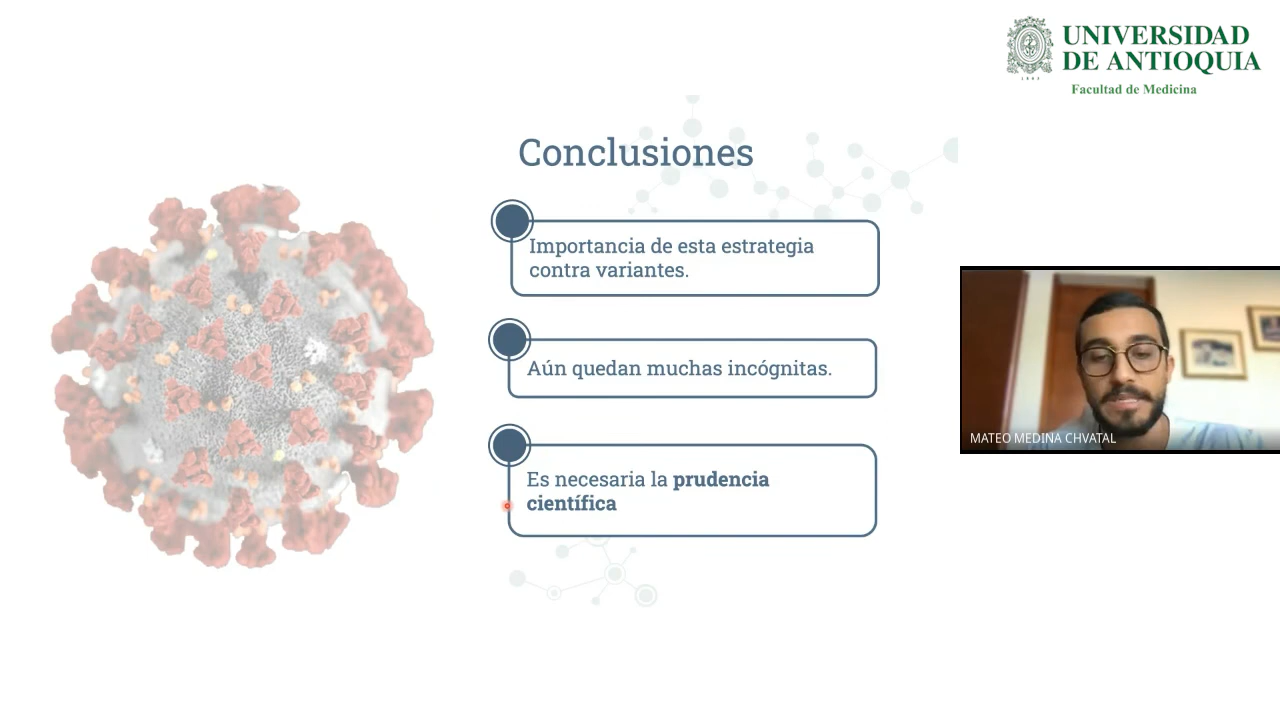 UNIVERSIDAD
DE ANTIOQUIA
1803
Facultad de Medicina
Conclusiones
Importancia de esta estrategia
contra variantes.
Aún quedan muchas incógnitas.
Es necesaria la prudencia
científica
MATEO MEDINA CHVATAL